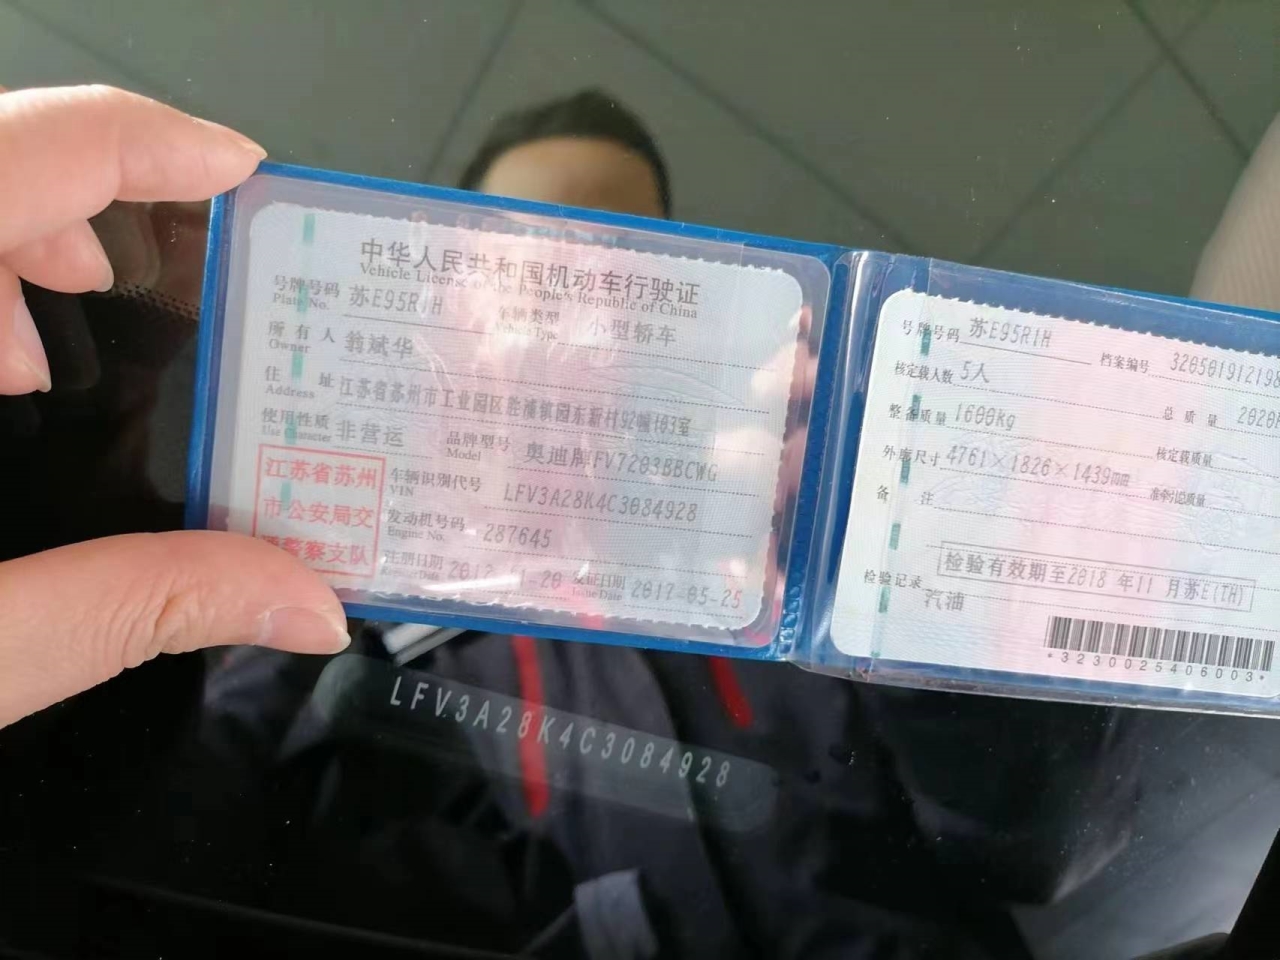 中华人民共和国机动车行驶证
Vehicle License of the People's Republic of China
号牌号码 苏E95R1H 车辆类型 小型轿车
Plate No. Vehicle Type
所有人 翁斌华
Owner
住址 江苏省苏州市工业园区胜浦镇园东新村92幢103室
Address
使用性质 非营运 品牌型号 奥迪牌FV7203BBCWG
Use Character Model
江苏省苏州
市公安局交
警察支队
车辆识别代号 LFV3A28K4C3084928
VIN
发动机号码 287645
Engine No.
注册日期 2012-11-20 发证日期 2017-05-25
Issue Date
号牌号码 苏E95R1H 档案编号 32050191219
核定载人数 5人 总质量 2020
整备质量 1600kg 核定载质量
外廓尺寸 4761×1826×1439mm 准牵引总质量
备注
检验有效期至2018年11月苏E(TH)
检验记录
汽油
*3230025406003*
LFV3A28K4C3084928